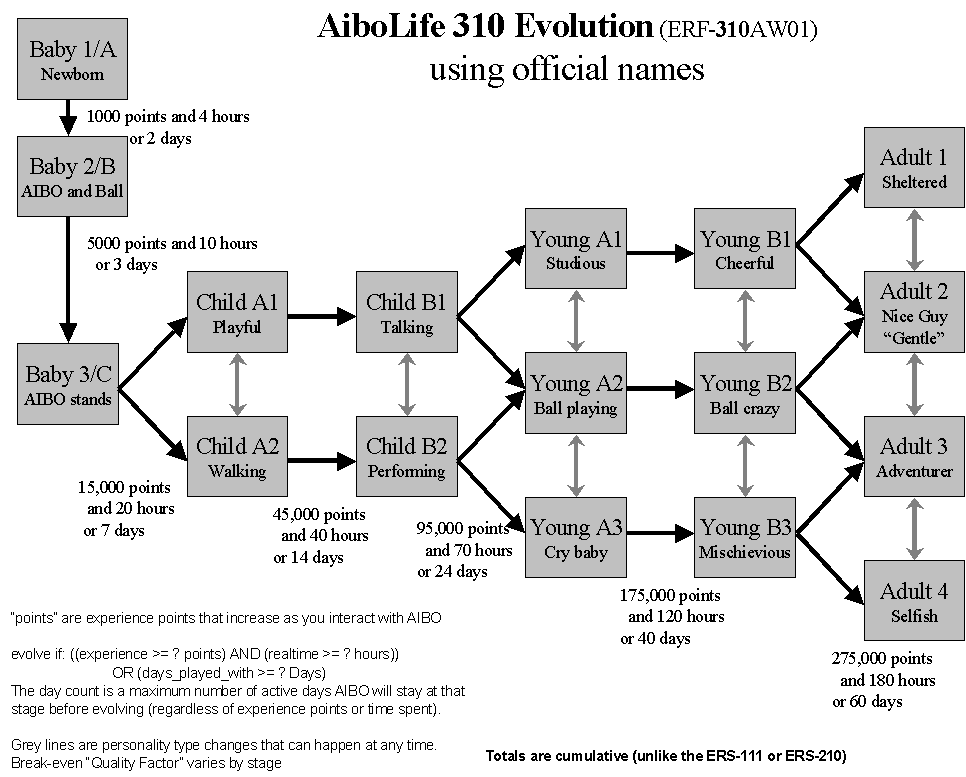 AiboLife 310 Evolution (ERF-310AW01)
using official names
Baby 1/A
Newborn
1000 points and 4 hours
or 2 days
Baby 2/B
AIBO and Ball
5000 points and 10 hours
or 3 days
Baby 3/C
AIBO stands
15,000 points
and 20 hours
or 7 days
Child A1
Playful
Child A2
Walking
45,000 points
and 40 hours
or 14 days
Child B1
Talking
Child B2
Performing
95,000 points
and 70 hours
or 24 days
Young A1
Studious
Young A2
Ball playing
Young A3
Cry baby
175,000 points
and 120 hours
or 40 days
Young B1
Cheerful
Young B2
Ball crazy
Young B3
Mischievious
Adult 1
Sheltered
Adult 2
Nice Guy
“Gentle”
Adult 3
Adventurer
Adult 4
Selfish
275,000 points
and 180 hours
or 60 days
"points" are experience points that increase as you interact with AIBO
evolve if: ((experience >= ? points) AND (realtime >= ? hours))
OR (days_played_with >= ? Days)
The day count is a maximum number of active days AIBO will stay at that
stage before evolving (regardless of experience points or time spent).
Grey lines are personality type changes that can happen at any time.
Break-even "Quality Factor" varies by stage
Totals are cumulative (unlike the ERS-111 or ERS-210)